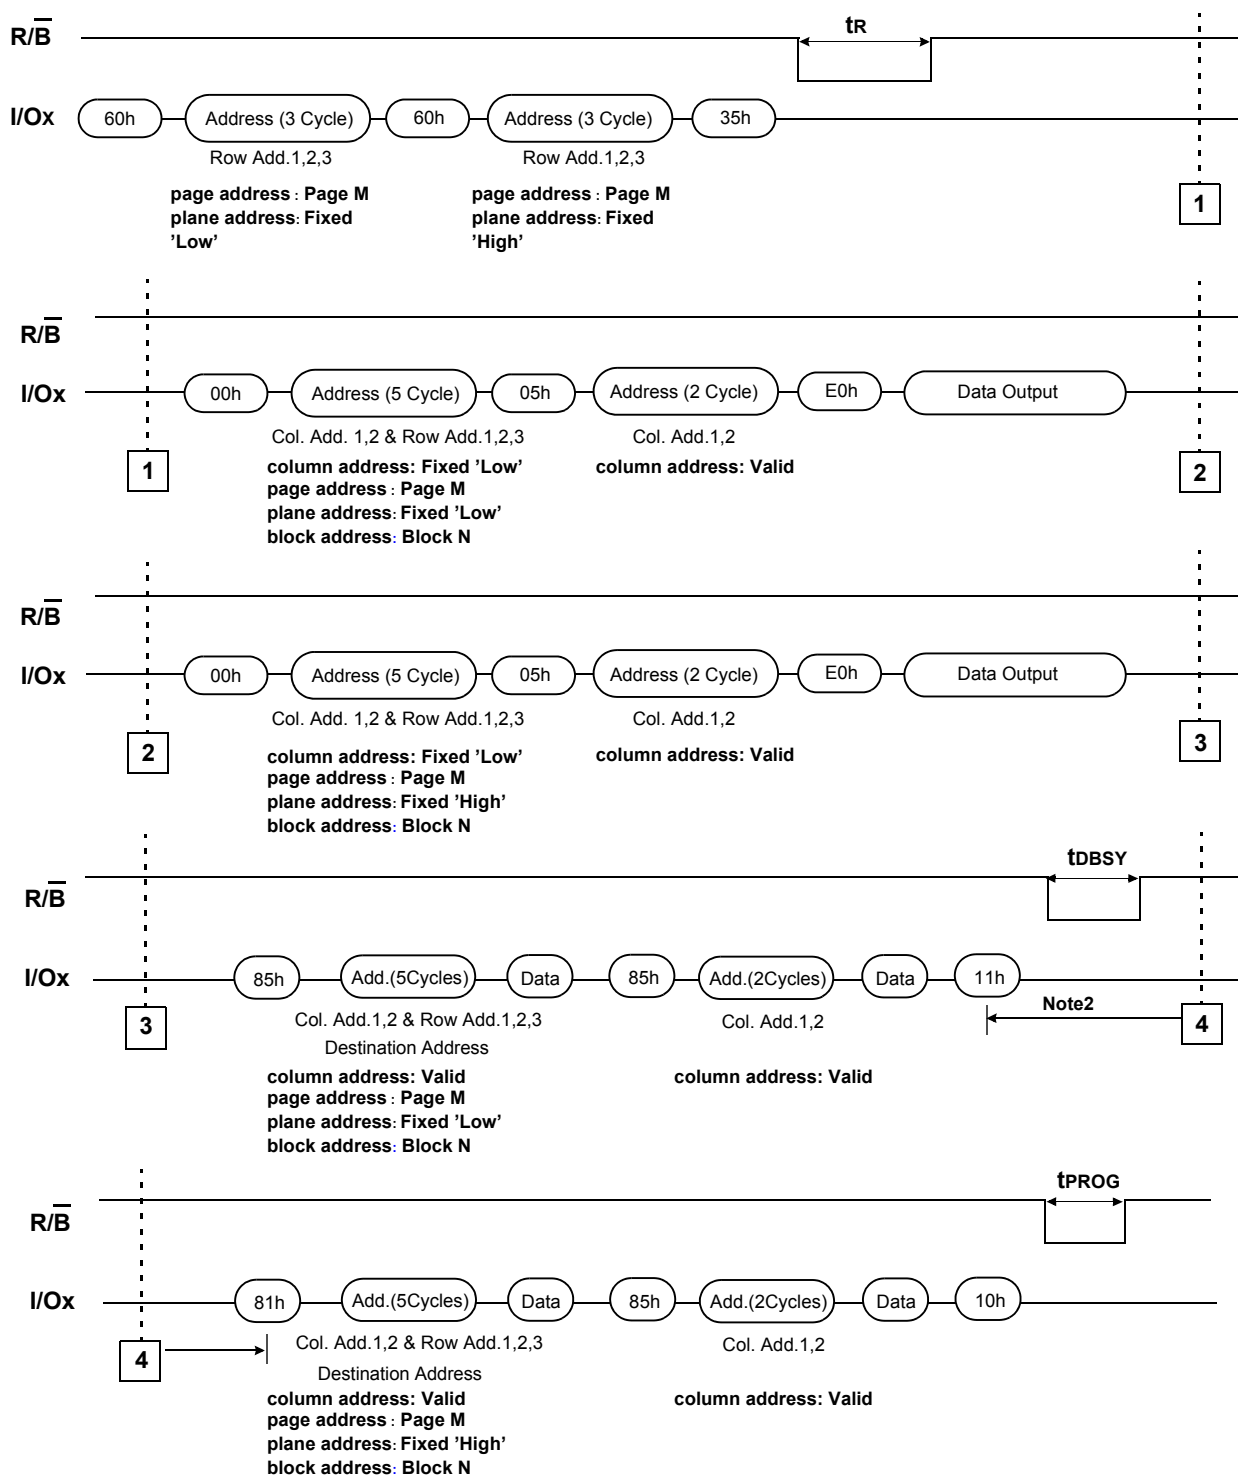 tR
R/B
I/Ox 60h Address (3 Cycle) 60h Address (3 Cycle) 35h
Row Add.1,2,3 Row Add.1,2,3
page address : Page M page address : Page M
plane address: Fixed plane address: Fixed
’Low’ ’High’
1
R/B
I/Ox 00h Address (5 Cycle) 05h Address (2 Cycle) E0h Data Output
Col. Add. 1,2 & Row Add.1,2,3 Col. Add.1,2
column address: Fixed ’Low’ column address: Valid
1 2
page address : Page M
plane address: Fixed ’Low’
block address: Block N
R/B
I/Ox 00h Address (5 Cycle) 05h Address (2 Cycle) E0h Data Output
Col. Add. 1,2 & Row Add.1,2,3 Col. Add.1,2
2 3
column address: Fixed ’Low’ column address: Valid
page address : Page M
plane address: Fixed ’High’
block address: Block N
tDBSY
R/B
I/Ox 85h Add.(5Cycles) Data 85h Add.(2Cycles) Data 11h
Note2
3 4
Col. Add.1,2 & Row Add.1,2,3 Col. Add.1,2
Destination Address
column address: Valid column address: Valid
page address : Page M
plane address: Fixed ’Low’
block address: Block N
tPROG
R/B
I/Ox 81h Add.(5Cycles) Data 85h Add.(2Cycles) Data 10h
4
Col. Add.1,2 & Row Add.1,2,3 Col. Add.1,2
Destination Address
column address: Valid column address: Valid
page address : Page M
plane address: Fixed ’High’
block address: Block N